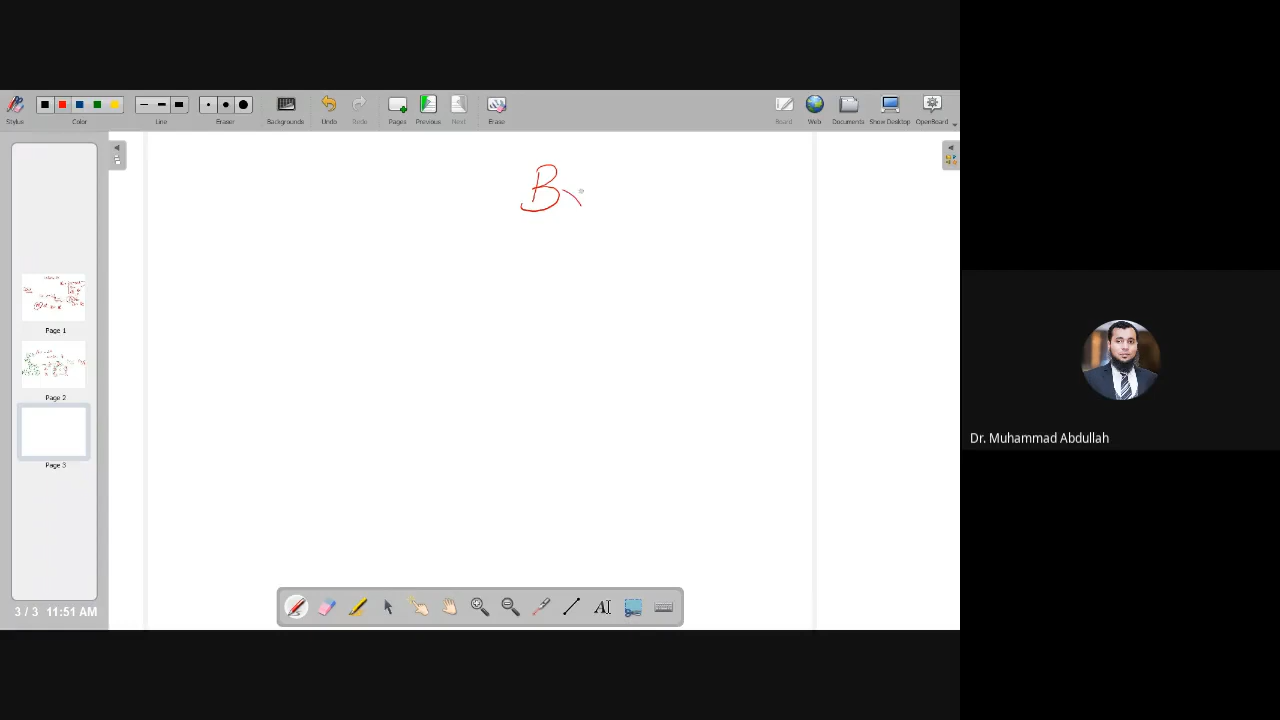 Stylus Color Line Eraser Backgrounds Undo Redo Pages Previous Next Erase Board Web Documents Show Desktop OpenBoard
B
Page 1
Page 2
Page 3
3 / 3 11:51 AM
Dr. Muhammad Abdullah